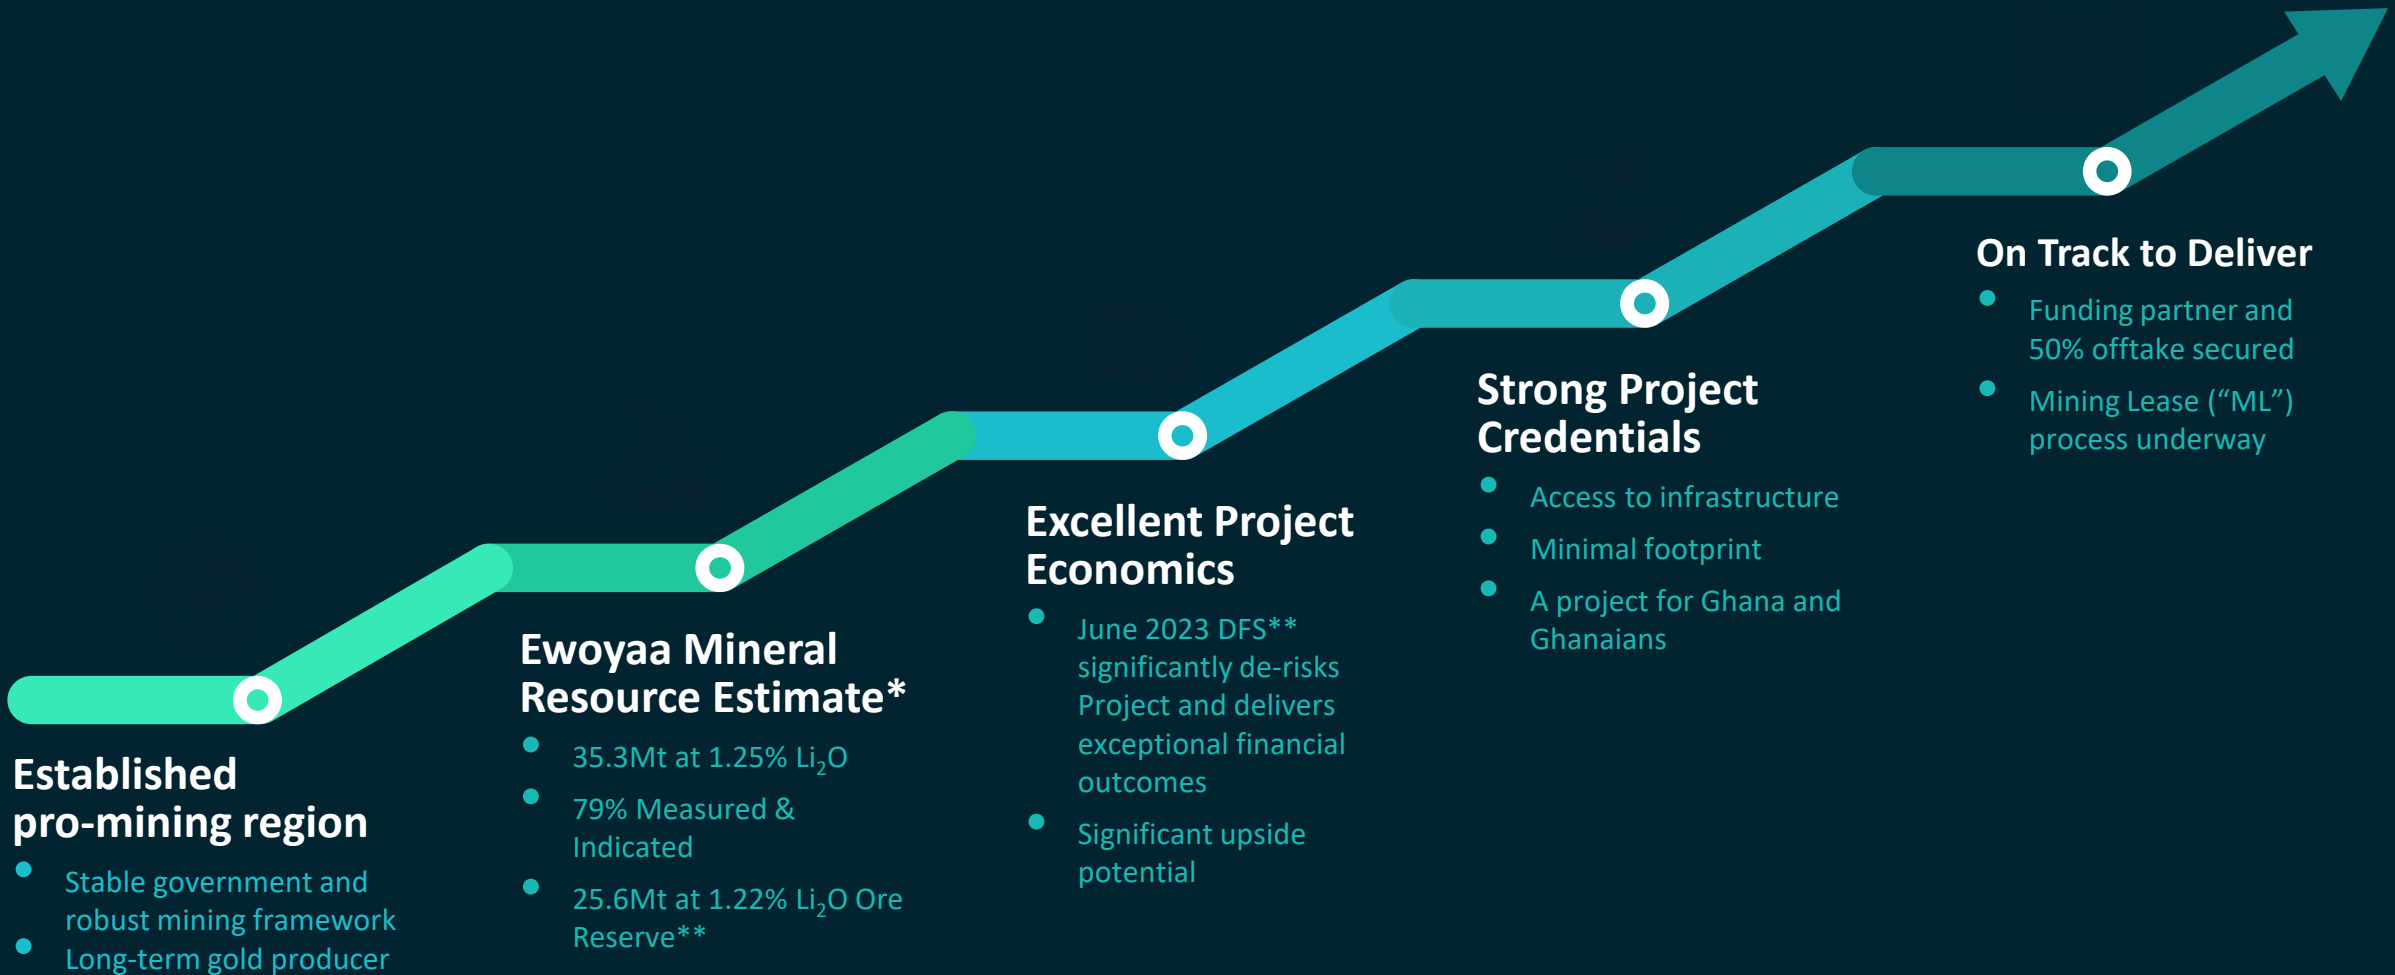 Established
pro-mining region
Stable government and
robust mining framework
Long-term gold producer
Ewoyaa Mineral
Resource Estimate*
35.3Mt at 1.25% Li₂O
79% Measured &
Indicated
25.6Mt at 1.22% Li₂O Ore
Reserve**
Excellent Project
Economics
June 2023 DFS**
significantly de-risks
Project and delivers
exceptional financial
outcomes
Significant upside
potential
Strong Project
Credentials
Access to infrastructure
Minimal footprint
A project for Ghana and
Ghanaians
On Track to Deliver
Funding partner and
50% offtake secured
Mining Lease (“ML”)
process underway